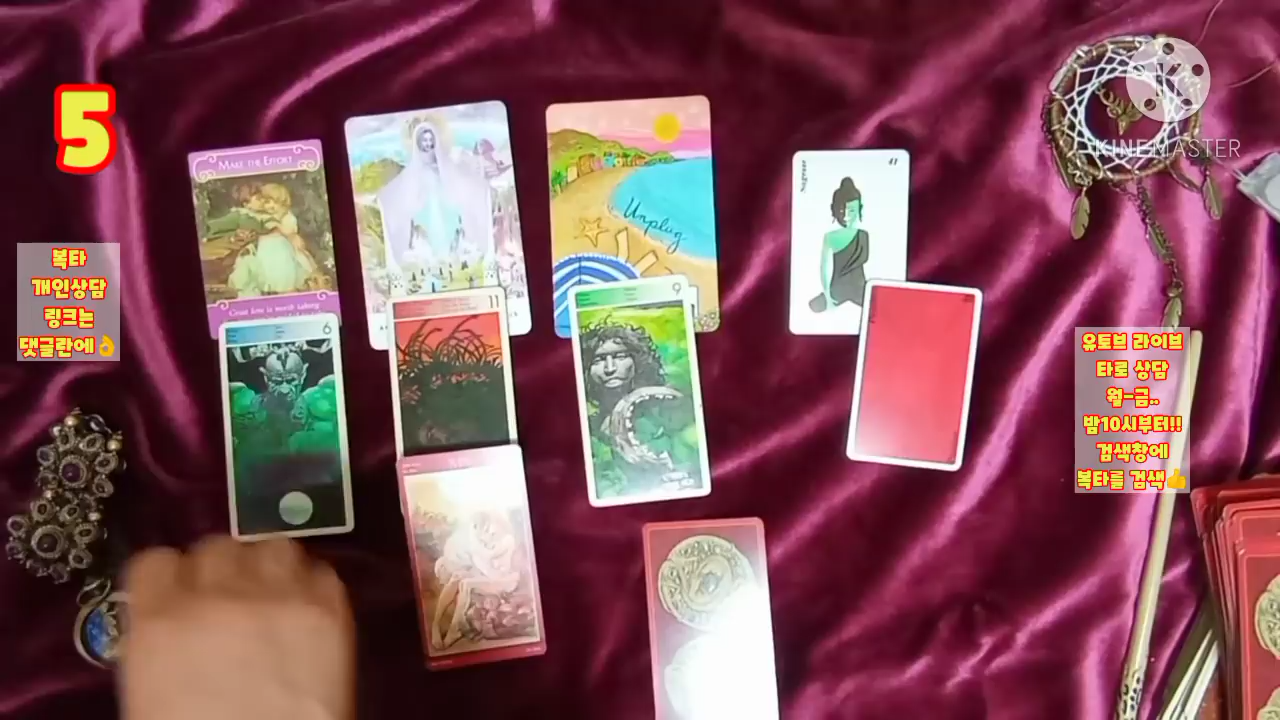 5
MAKE THE EFFORT
Unplug
41
6
11
9
복타
개인상담
링크는
댓글란에👌
유토브 라이브
타로 상담
월-금..
밤10시부터!!
검색창에
복타를 검색👍
KINEMASTER